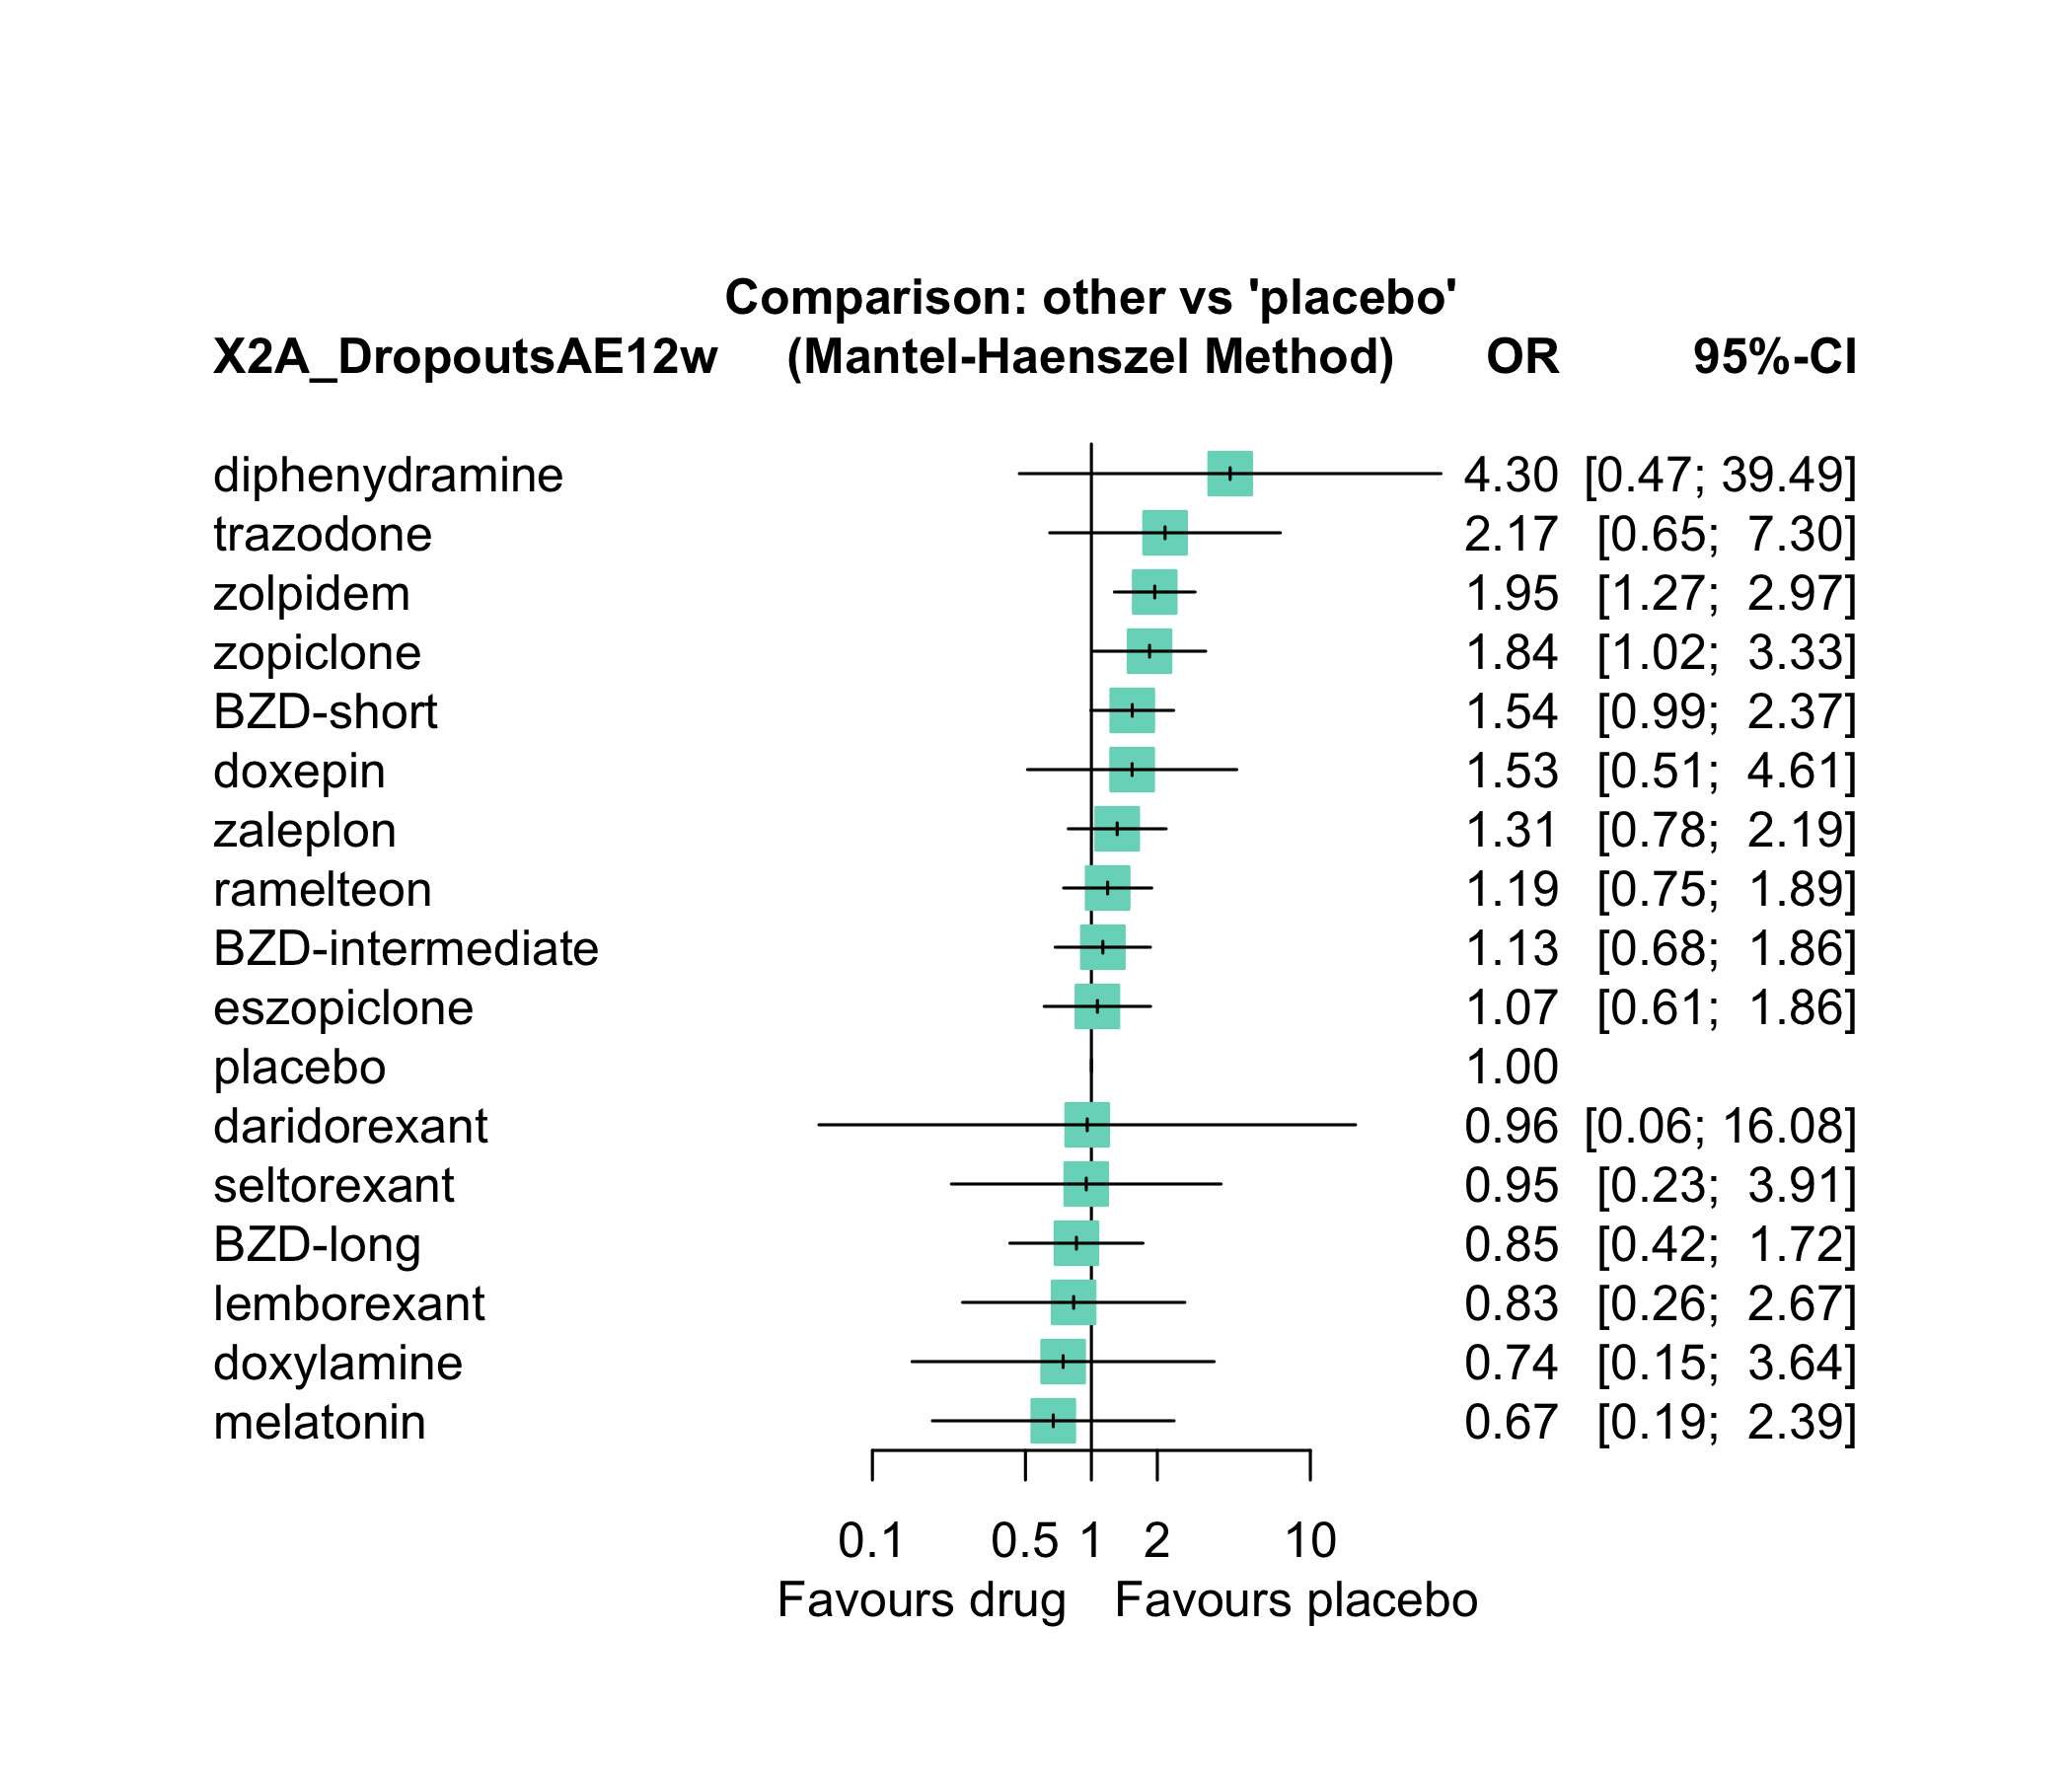 Comparison: other vs 'placebo'
X2A_DropoutsAE12w (Mantel-Haenszel Method) OR 95%-CI
diphenydramine 4.30 [0.47; 39.49]
trazodone 2.17 [0.65; 7.30]
zolpidem 1.95 [1.27; 2.97]
zopiclone 1.84 [1.02; 3.33]
BZD-short 1.54 [0.99; 2.37]
doxepin 1.53 [0.51; 4.61]
zaleplon 1.31 [0.78; 2.19]
ramelteon 1.19 [0.75; 1.89]
BZD-intermediate 1.13 [0.68; 1.86]
eszopiclone 1.07 [0.61; 1.86]
placebo 1.00
daridorexant 0.96 [0.06; 16.08]
seltorexant 0.95 [0.23; 3.91]
BZD-long 0.85 [0.42; 1.72]
lemborexant 0.83 [0.26; 2.67]
doxylamine 0.74 [0.15; 3.64]
melatonin 0.67 [0.19; 2.39]
0.1 0.5 1 2 10
Favours drug Favours placebo